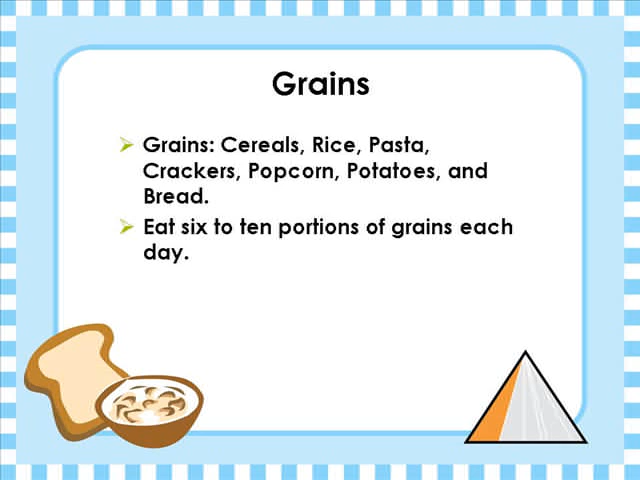 Grains
Grains: Cereals, Rice, Pasta,
Crackers, Popcorn, Potatoes, and
Bread.
Eat six to ten portions of grains each
day.